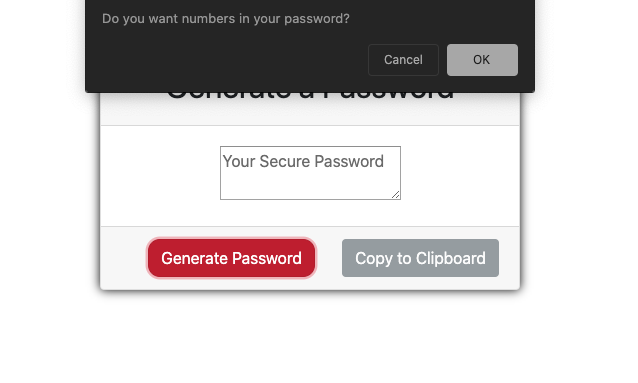 Do you want numbers in your password?
Cancel
OK
Generate a Password
Your Secure Password
Generate Password
Copy to Clipboard